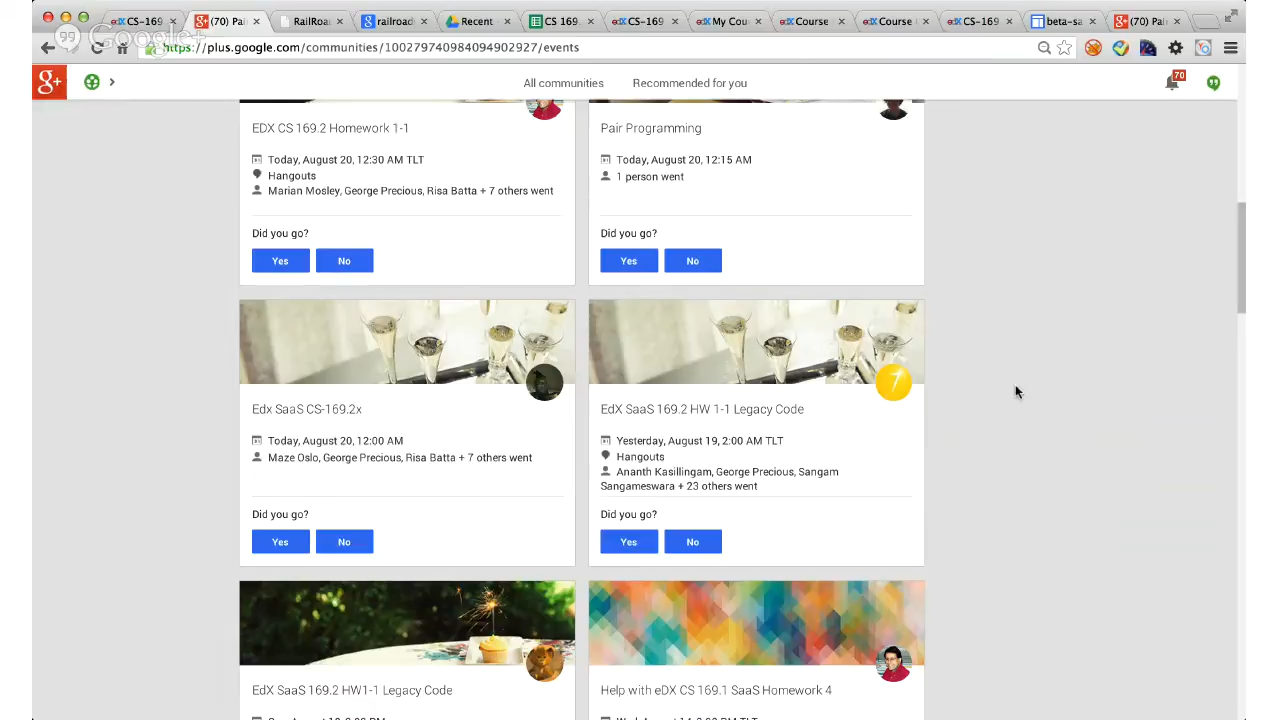 CS-169 (70) Pai RailRoa railroad Recent CS 169. CS-169 My Cou Course Course CS-169 beta-sa (70) Pai
Google+
https://plus.google.com/communities/100279740984094902927/events
g+ All communities Recommended for you 70
EDX CS 169.2 Homework 1-1
Today, August 20, 12:30 AM TLT
Hangouts
Marian Mosley, George Precious, Risa Batta + 7 others went
Did you go?
Yes No
Pair Programming
Today, August 20, 12:15 AM
1 person went
Did you go?
Yes No
Edx SaaS CS-169.2x
Today, August 20, 12:00 AM
Maze Oslo, George Precious, Risa Batta + 7 others went
Did you go?
Yes No
EdX SaaS 169.2 HW 1-1 Legacy Code
Yesterday, August 19, 2:00 AM TLT
Hangouts
Ananth Kasillingam, George Precious, Sangam
Sangameswara + 23 others went
Did you go?
Yes No
EdX SaaS 169.2 HW1-1 Legacy Code
Help with eDX CS 169.1 SaaS Homework 4